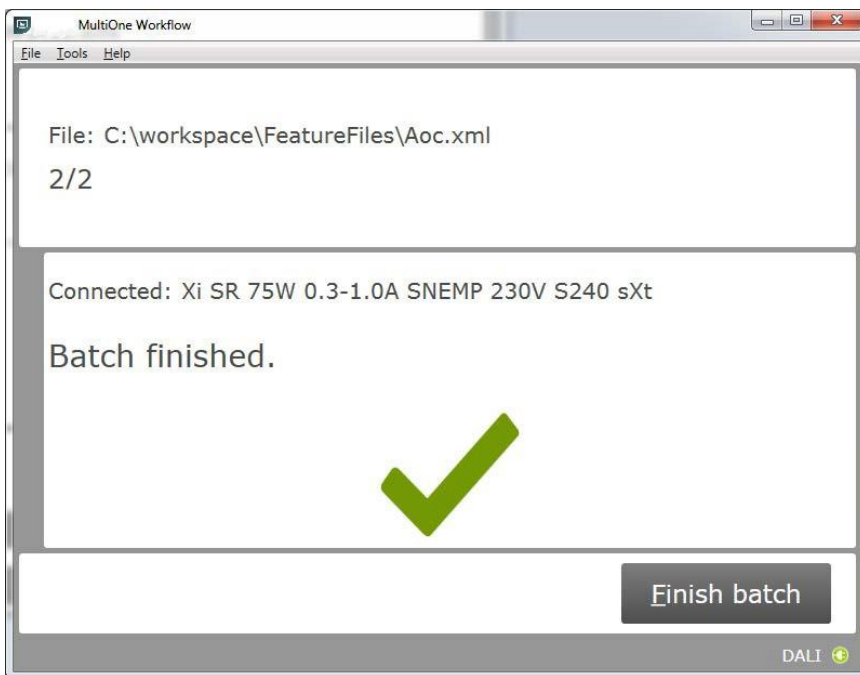 MultiOne Workflow
File Tools Help
File: C:\workspace\FeatureFiles\Aoc.xml
2/2
Connected: Xi SR 75W 0.3-1.0A SNEMP 230V S240 sXt
Batch finished.
Finish batch
DALI